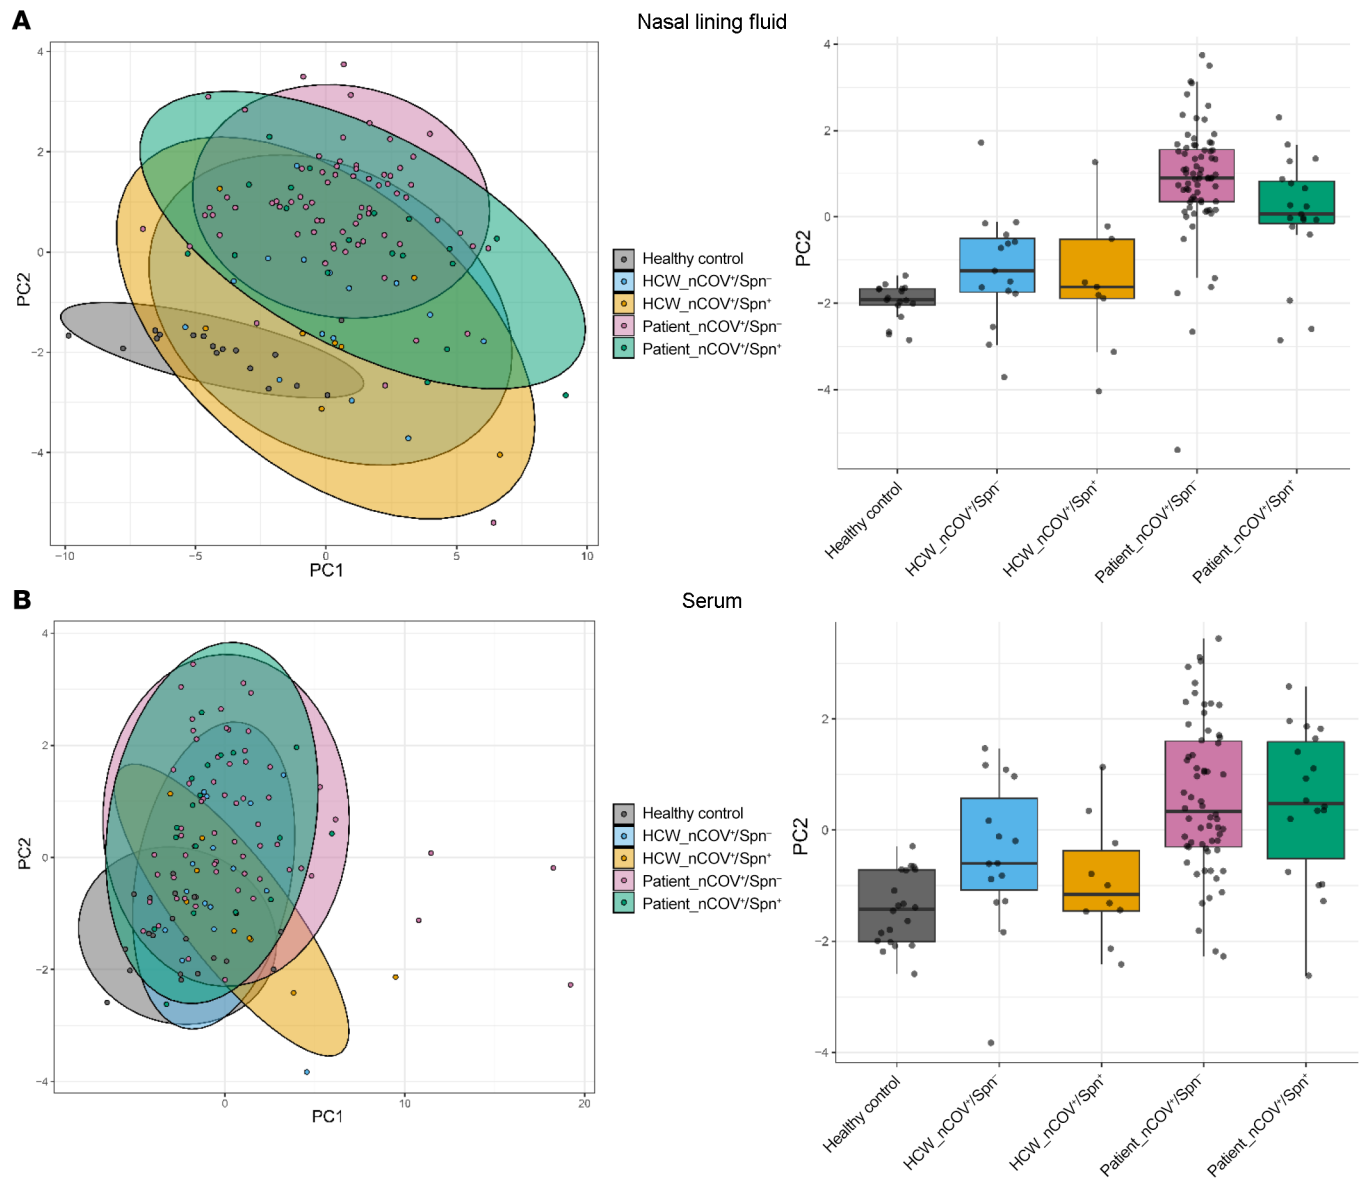 A
Nasal lining fluid
4
2
0
−2
−4
PC2
−10
−5
0
5
10
PC1
Healthy control
HCW_nCOV⁺/Spn⁻
HCW_nCOV⁺/Spn⁺
Patient_nCOV⁺/Spn⁻
Patient_nCOV⁺/Spn⁺
4
2
0
−2
−4
PC2
Healthy control
HCW_nCOV⁺/Spn⁻
HCW_nCOV⁺/Spn⁺
Patient_nCOV⁺/Spn⁻
Patient_nCOV⁺/Spn⁺
B
Serum
4
2
0
−2
−4
PC2
0
10
20
PC1
Healthy control
HCW_nCOV⁺/Spn⁻
HCW_nCOV⁺/Spn⁺
Patient_nCOV⁺/Spn⁻
Patient_nCOV⁺/Spn⁺
2
0
−2
−4
PC2
Healthy control
HCW_nCOV⁺/Spn⁻
HCW_nCOV⁺/Spn⁺
Patient_nCOV⁺/Spn⁻
Patient_nCOV⁺/Spn⁺